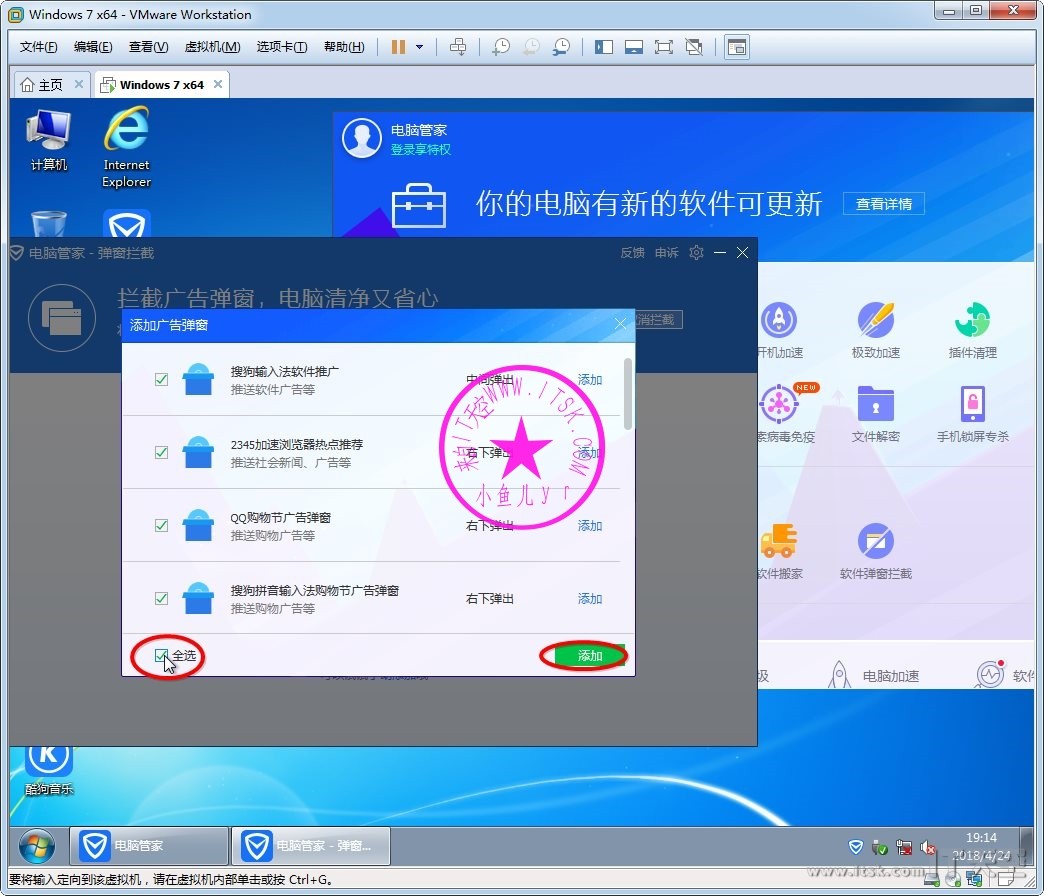 Windows 7 x64 - VMware Workstation
文件(F) 编辑(E) 查看(V) 虚拟机(M) 选项卡(T) 帮助(H)
主页 Windows 7 x64
计算机
Internet Explorer
电脑管家
登录享特权
你的电脑有新的软件可更新 查看详情
电脑管家 - 弹窗拦截 反馈 申诉
拦截广告弹窗，电脑清净又省心
消拦截
添加广告弹窗
搜狗输入法软件推广
推送软件广告等
中间弹出 添加
2345加速浏览器热点推荐
推送社会新闻、广告等
右下弹出 添加
QQ购物节广告弹窗
推送购物广告等
右下弹出 添加
搜狗拼音输入法购物节广告弹窗
推送购物广告等
右下弹出 添加
全选 添加
来自IT天空WWW.ITSK.COM
小鱼儿yr
开机加速 极致加速 插件清理
NEW
索病毒免疫 文件解密 手机锁屏专杀
软件搬家 软件弹窗拦截
电脑加速 软件
K
酷狗音乐
电脑管家 电脑管家 - 弹窗...
19:14
2018/4/24
www.itsk.com IT天空
要将输入定向到该虚拟机，请在虚拟机内部单击或按 Ctrl+G。